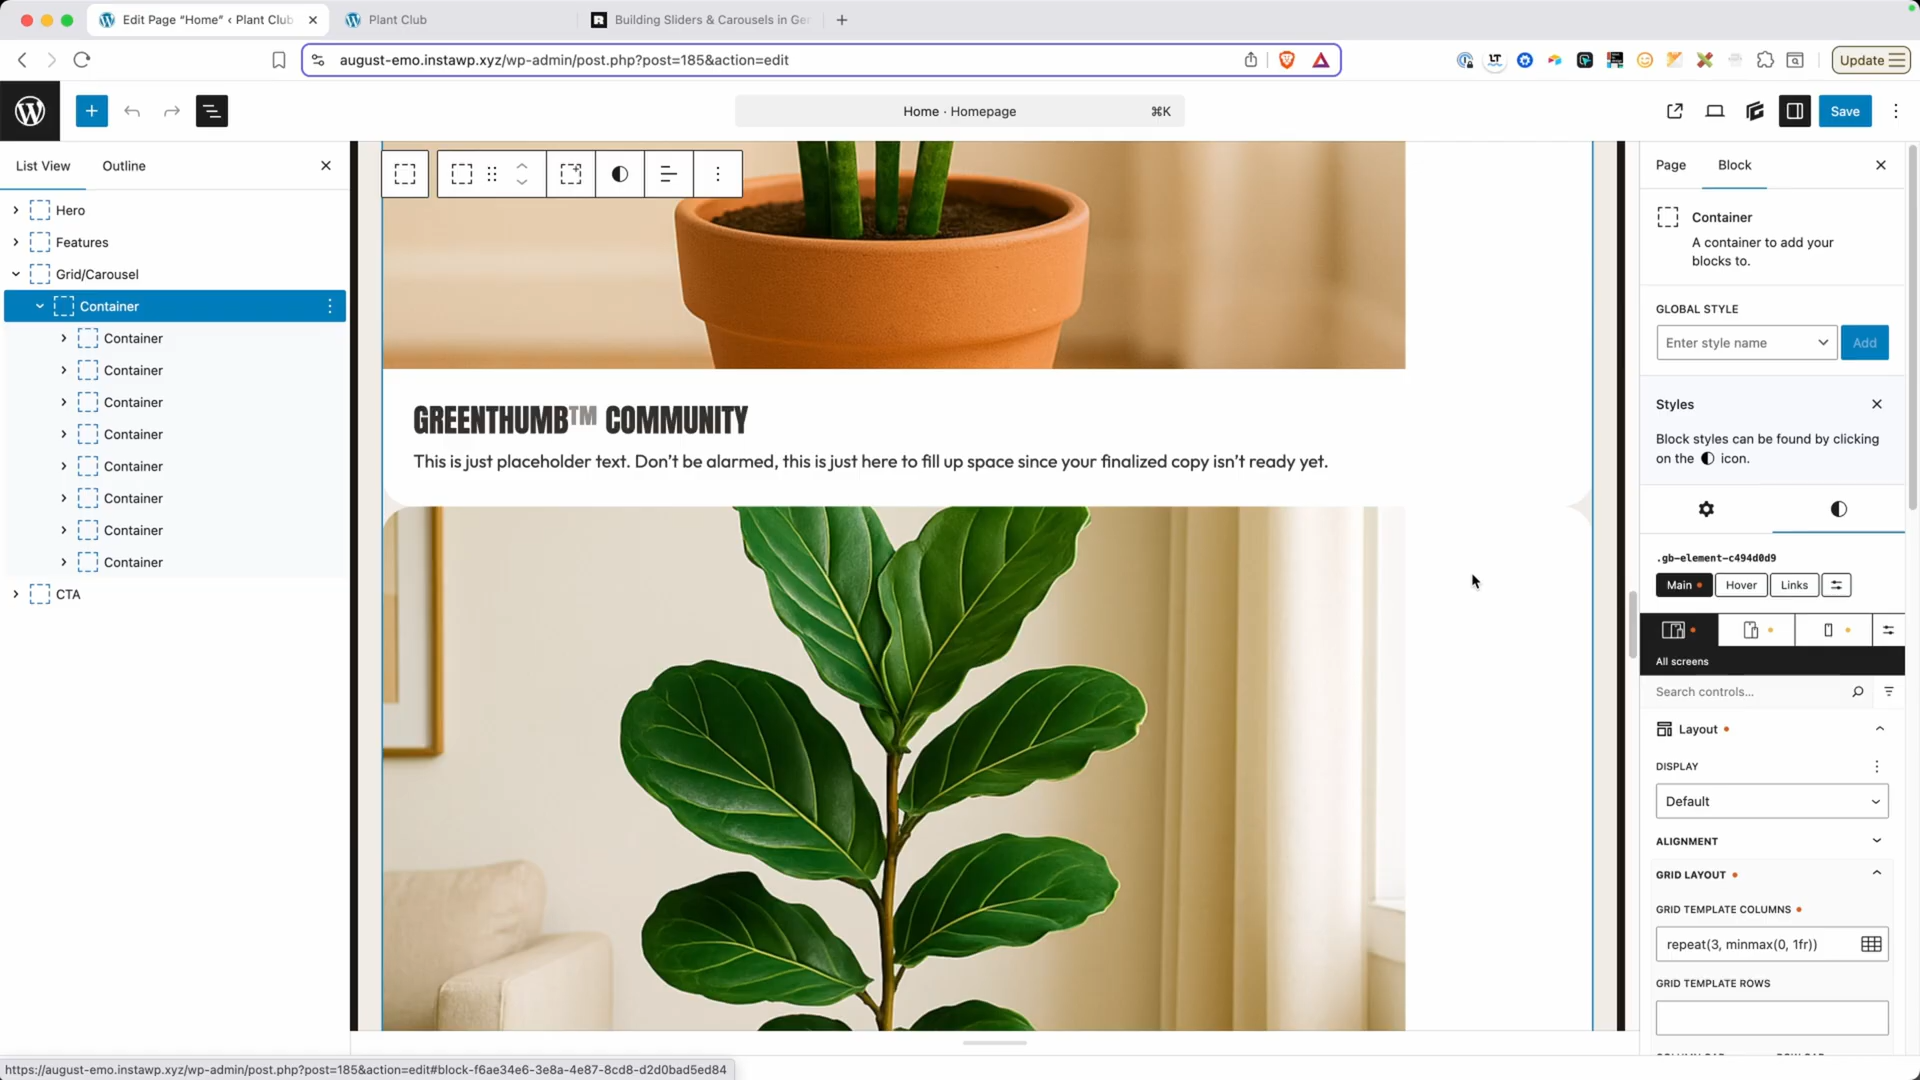 Edit Page “Home” ‹ Plant Club
Plant Club
Building Sliders & Carousels in Ge
august-emo.instawp.xyz/wp-admin/post.php?post=185&action=edit
LT
Update
Home · Homepage
⌘K
Save
List View
Outline
Hero
Features
Grid/Carousel
Container
Container
Container
Container
Container
Container
Container
Container
Container
CTA
GREENTHUMB™ COMMUNITY
This is just placeholder text. Don’t be alarmed, this is just here to fill up space since your finalized copy isn’t ready yet.
Page
Block
Container
A container to add your
blocks to.
GLOBAL STYLE
Enter style name
Add
Styles
Block styles can be found by clicking
on the icon.
.gb-element-c494d0d9
Main
Hover
Links
All screens
Search controls...
Layout
DISPLAY
Default
ALIGNMENT
GRID LAYOUT
GRID TEMPLATE COLUMNS
repeat(3, minmax(0, 1fr))
GRID TEMPLATE ROWS
https://august-emo.instawp.xyz/wp-admin/post.php?post=185&action=edit#block-f6ae34e6-3e8a-4e87-8cd8-d2d0bad5ed84